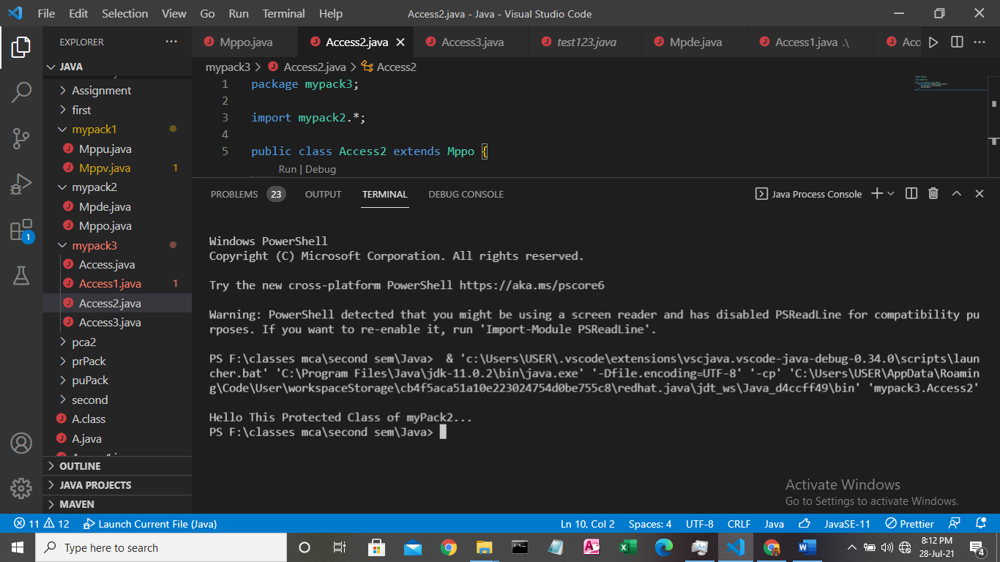 File Edit Selection View Go Run Terminal Help
Access2.java - Java - Visual Studio Code
EXPLORER
JAVA
Assignment
first
mypack1
Mppu.java
Mppv.java 1
mypack2
Mpde.java
Mppo.java
mypack3
Access.java
Access1.java 1
Access2.java
Access3.java
pca2
prPack
puPack
second
A.class
A.java
OUTLINE
JAVA PROJECTS
MAVEN
1
Mppo.java Access2.java Access3.java test123.java Mpde.java Access1.java .\ Acc
mypack3 > Access2.java > Access2
1 package mypack3;
2
3 import mypack2.*;
4
5 public class Access2 extends Mppo {
Run | Debug
PROBLEMS 23 OUTPUT TERMINAL DEBUG CONSOLE
Java Process Console
Windows PowerShell
Copyright (C) Microsoft Corporation. All rights reserved.
Try the new cross-platform PowerShell https://aka.ms/pscore6
Warning: PowerShell detected that you might be using a screen reader and has disabled PSReadLine for compatibility pu
rposes. If you want to re-enable it, run 'Import-Module PSReadLine'.
PS F:\classes mca\second sem\Java>  & 'c:\Users\USER\.vscode\extensions\vscjava.vscode-java-debug-0.34.0\scripts\laun
cher.bat' 'C:\Program Files\Java\jdk-11.0.2\bin\java.exe' '-Dfile.encoding=UTF-8' '-cp' 'C:\Users\USER\AppData\Roamin
g\Code\User\workspaceStorage\cb4f5aca51a10e223024754d0be755c8\redhat.java\jdt_ws\Java_d4ccff49\bin' 'mypack3.Access2'
Hello This Protected Class of myPack2...
PS F:\classes mca\second sem\Java>
Activate Windows
Go to Settings to activate Windows.
11 12 Launch Current File (Java)
Ln 10, Col 2 Spaces: 4 UTF-8 CRLF Java JavaSE-11 Prettier
Type here to search
8:12 PM
28-Jul-21
4